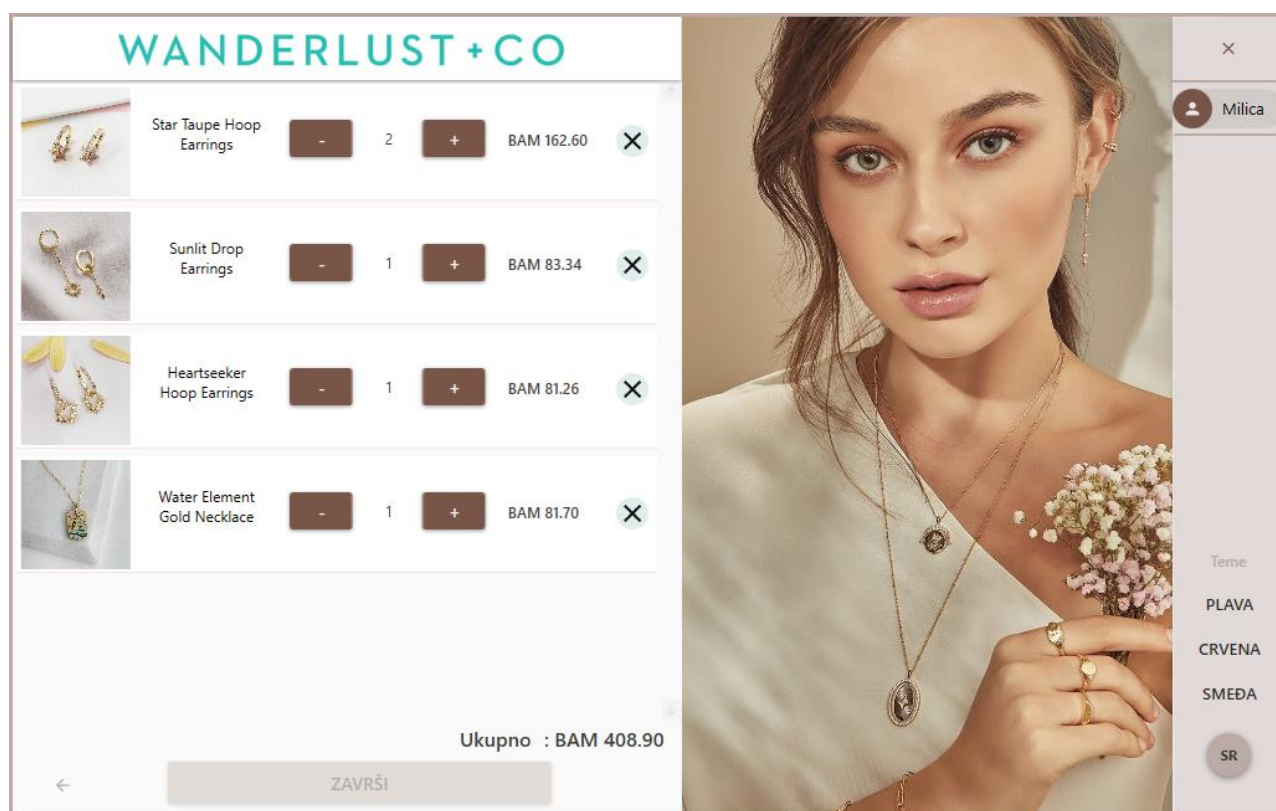 WANDERLUST + CO
Star Taupe Hoop
Earrings
- 2 + BAM 162.60
Sunlit Drop
Earrings
- 1 + BAM 83.34
Heartseeker
Hoop Earrings
- 1 + BAM 81.26
Water Element
Gold Necklace
- 1 + BAM 81.70
Ukupno : BAM 408.90
ZAVRŠI
Milica
Teme
PLAVA
CRVENA
SMEĐA
SR